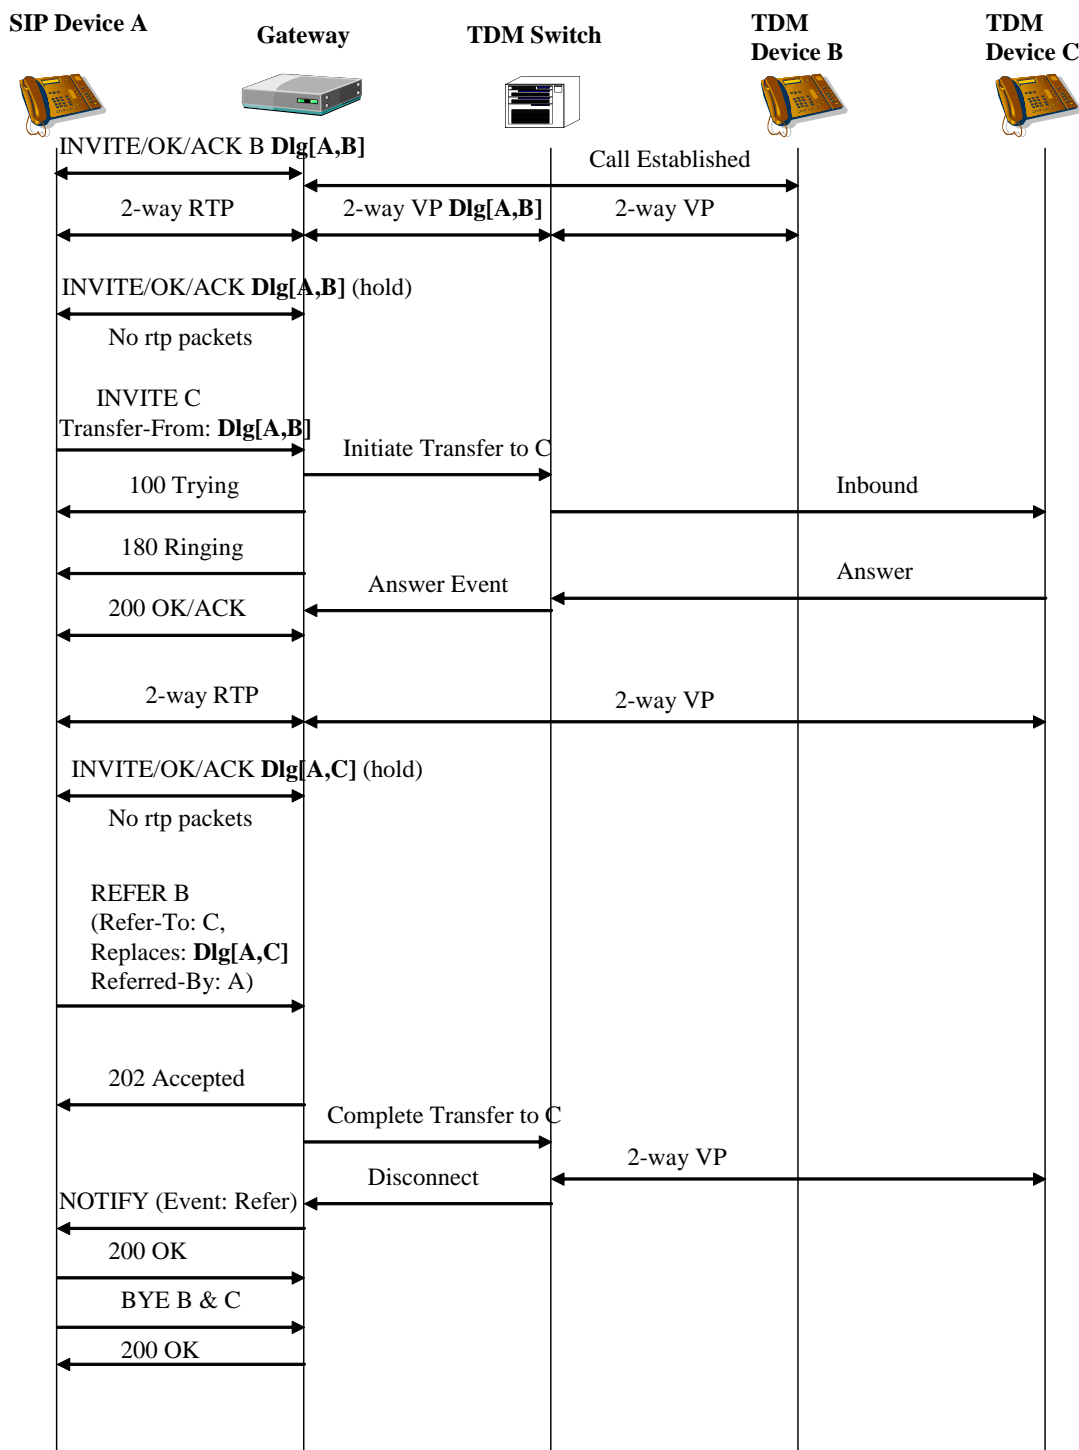 SIP Device A
Gateway
TDM Switch
TDM
Device B
TDM
Device C
INVITE/OK/ACK B Dlg[A,B]
Call Established
2-way RTP
2-way VP Dlg[A,B]
2-way VP
INVITE/OK/ACK Dlg[A,B] (hold)
No rtp packets
INVITE C
Transfer-From: Dlg[A,B]
Initiate Transfer to C
100 Trying
Inbound
180 Ringing
Answer Event
Answer
200 OK/ACK
2-way RTP
2-way VP
INVITE/OK/ACK Dlg[A,C] (hold)
No rtp packets
REFER B
(Refer-To: C,
Replaces: Dlg[A,C]
Referred-By: A)
202 Accepted
Complete Transfer to C
2-way VP
Disconnect
NOTIFY (Event: Refer)
200 OK
BYE B & C
200 OK